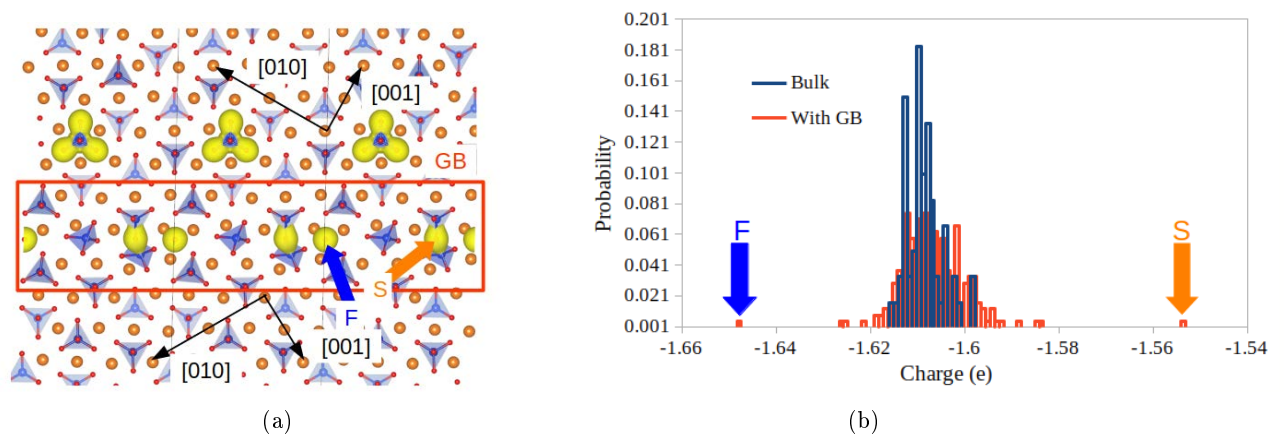 [010]
[001]
GB
S
F
[001]
[010]
(a)
0.201
0.181
0.161
0.141
0.121
0.101
0.081
0.061
0.041
0.021
0.001
Probability
Bulk
With GB
F
S
-1.66 -1.64 -1.62 -1.6 -1.58 -1.56 -1.54
Charge (e)
(b)